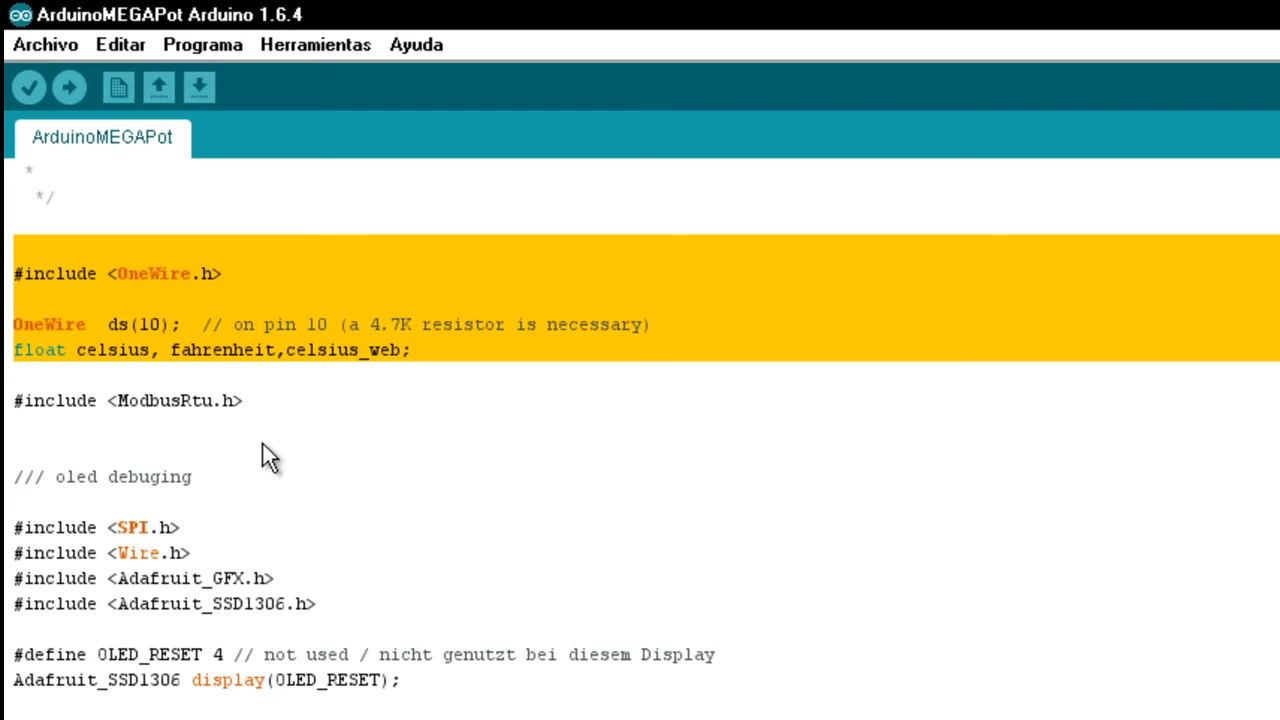 ArduinoMEGAPot Arduino 1.6.4
Archivo Editar Programa Herramientas Ayuda
ArduinoMEGAPot
*
*/
#include <OneWire.h>
OneWire  ds(10);  // on pin 10 (a 4.7K resistor is necessary)
float celsius, fahrenheit,celsius_web;
#include <ModbusRtu.h>
/// oled debuging
#include <SPI.h>
#include <Wire.h>
#include <Adafruit_GFX.h>
#include <Adafruit_SSD1306.h>
#define OLED_RESET 4 // not used / nicht genutzt bei diesem Display
Adafruit_SSD1306 display(OLED_RESET);